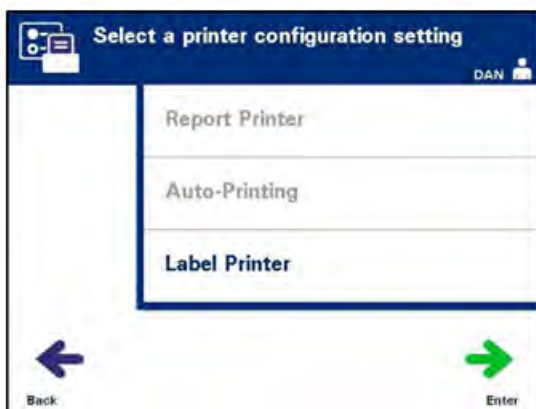 Select a printer configuration setting
DAN
Report Printer
Auto-Printing
Label Printer
Back
Enter